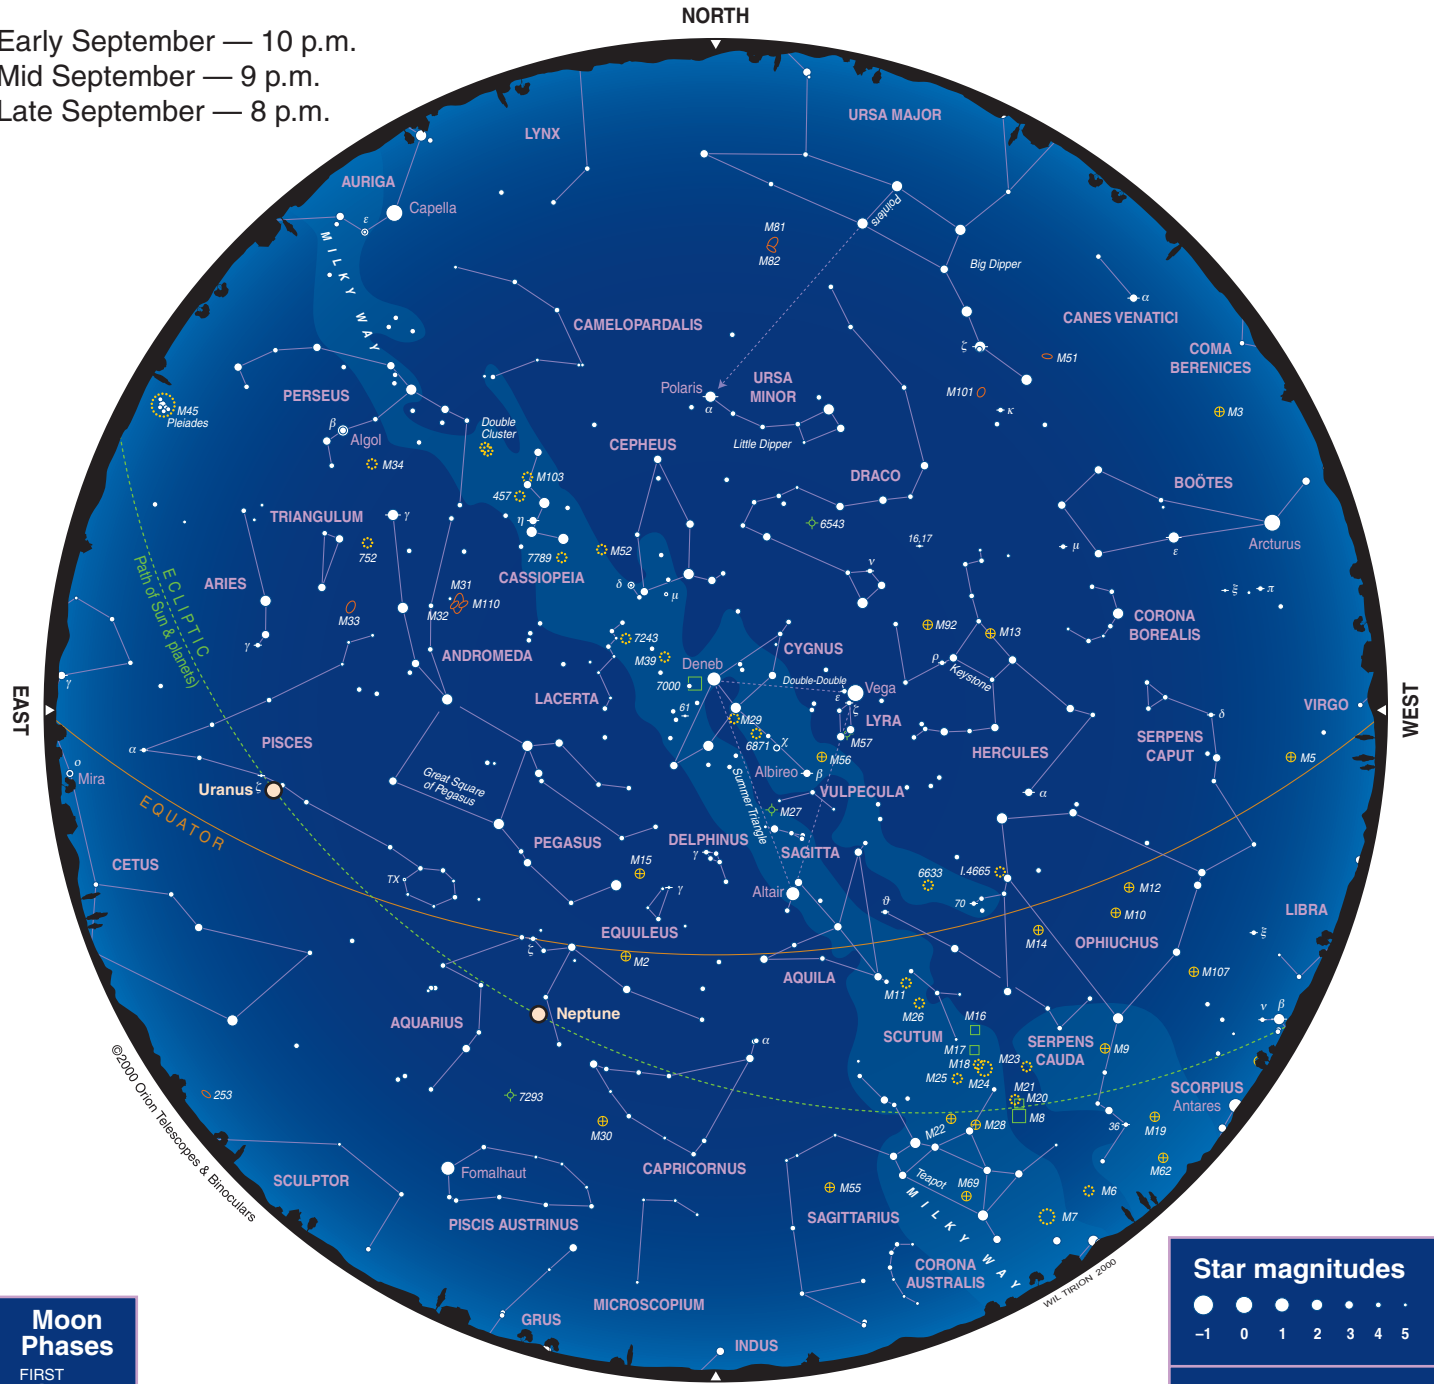 NORTH
Early September — 10 p.m.
Mid September — 9 p.m.
Late September — 8 p.m.
URSA MAJOR
LYNX
AURIGA
Capella
ε
MILKY WAY
Pointers
M81
M82
Big Dipper
α
CANES VENATICI
CAMELOPARDALIS
COMA
BERENICES
ζ
M51
M101
κ
M3
Polaris
α
URSA
MINOR
Little Dipper
PERSEUS
M45
Pleiades
β
Algol
M34
Double
Cluster
CEPHEUS
M103
457
DRACO
BOÖTES
6543
16,17
μ
ε
Arcturus
TRIANGULUM
γ
752
η
7789
M52
CASSIOPEIA
δ
μ
ν
ξ
π
ARIES
γ
M33
M31
M32
M110
ECLIPTIC
Path of Sun & planets)
CORONA
BOREALIS
M92
M13
7243
M39
ANDROMEDA
CYGNUS
Deneb
Double-Double
Vega
ε
ζ
LYRA
ρ
Keystone
LACERTA
7000
61
M29
6871
χ
M57
γ
EAST
WEST
VIRGO
δ
SERPENS
CAPUT
M5
HERCULES
α
PISCES
α
ο
Mira
Uranus
ζ
Great Square
of Pegasus
Albireo
β
M56
VULPECULA
Summer Triangle
M27
EQUATOR
PEGASUS
DELPHINUS
γ
SAGITTA
CETUS
TX
M15
γ
Altair
6633
I.4665
M12
ϑ
70
M10
LIBRA
EQUULEUS
M14
OPHIUCHUS
ξ
ζ
M2
AQUILA
M11
M26
M107
Neptune
AQUARIUS
SCUTUM
M16
ν
β
M17
M18
M23
SERPENS
CAUDA
M9
α
M25
M24
M21
M20
M8
SCORPIUS
Antares
253
7293
M30
M22
M28
36
M19
M62
©2000 Orion Telescopes & Binoculars
SCULPTOR
Fomalhaut
CAPRICORNUS
Teapot
M69
M55
M6
M7
PISCIS AUSTRINUS
SAGITTARIUS
MILKY WAY
CORONA
AUSTRALIS
WIL TIRION 2000
MICROSCOPIUM
GRUS
INDUS
Star magnitudes
–1 0 1 2 3 4 5
Moon
Phases
FIRST